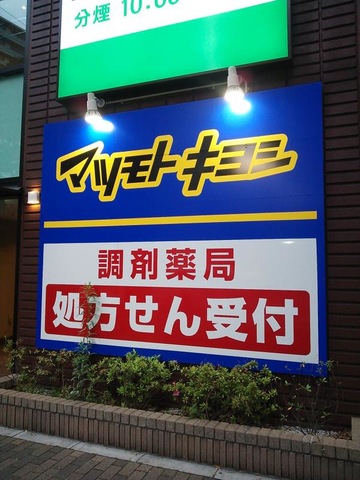 分煙 10:00
マツモトキヨシ
調剤薬局
処方せん受付